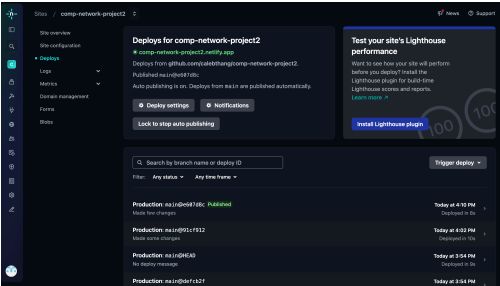 Sites / comp-network-project2
News
Support
Site overview
Site configuration
Deploys
Logs
Metrics
Domain management
Forms
Blobs
Deploys for comp-network-project2
comp-network-project2.netlify.app
Deploys from github.com/calebthang/comp-network-project2.
Published main@e607d8c
Auto publishing is on. Deploys from main are published automatically.
Deploy settings
Notifications
Lock to stop auto publishing
Test your site's Lighthouse
performance
Want to see how your site will perform
before you deploy? Install the
Lighthouse plugin for build-time
Lighthouse scores and reports.
Learn more
Install Lighthouse plugin
100
100
Search by branch name or deploy ID
Trigger deploy
Filter: Any status Any time frame
Production: main@e607d8c Published
Today at 4:10 PM
Made few changes
Deployed in 6s
Production: main@91cf912
Today at 4:02 PM
Made some changes
Deployed in 10s
Production: main@HEAD
Today at 3:54 PM
No deploy message
Deployed in 9s
Production: main@defcb2f
Today at 3:54 PM